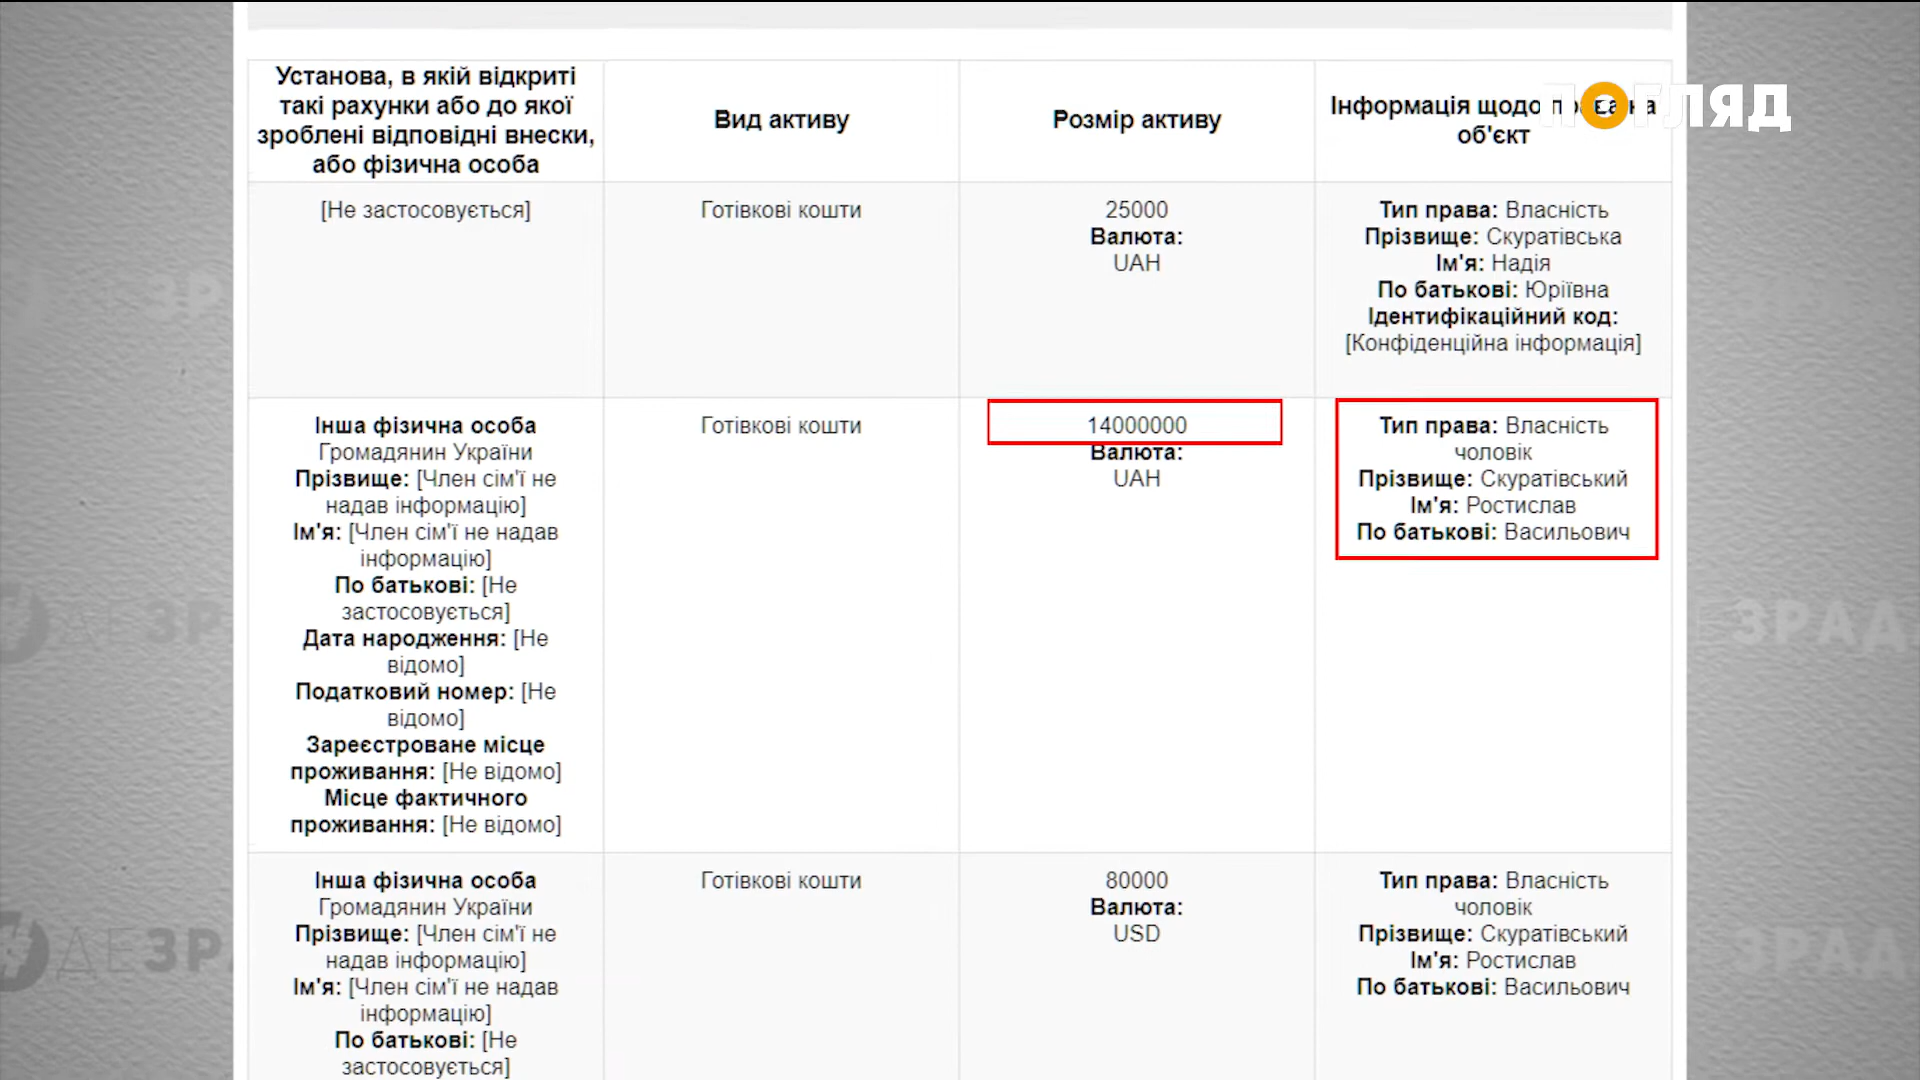 Установа, в якій відкриті
такі рахунки або до якої
зроблені відповідні внески,
або фізична особа
Вид активу
Розмір активу
Інформація щодо права на
об'єкт
ПОГЛЯД
[Не застосовується]
Готівкові кошти
25000
Валюта:
UAH
Тип права: Власність
Прізвище: Скуратівська
Ім'я: Надія
По батькові: Юріївна
Ідентифікаційний код:
[Конфіденційна інформація]
Інша фізична особа
Громадянин України
Прізвище: [Член сім'ї не
надав інформацію]
Ім'я: [Член сім'ї не надав
інформацію]
По батькові: [Не
застосовується]
Дата народження: [Не
відомо]
Податковий номер: [Не
відомо]
Зареєстроване місце
проживання: [Не відомо]
Місце фактичного
проживання: [Не відомо]
Готівкові кошти
14000000
Валюта:
UAH
Тип права: Власність
чоловік
Прізвище: Скуратівський
Ім'я: Ростислав
По батькові: Васильович
Інша фізична особа
Громадянин України
Прізвище: [Член сім'ї не
надав інформацію]
Ім'я: [Член сім'ї не надав
інформацію]
По батькові: [Не
застосовується]
Готівкові кошти
80000
Валюта:
USD
Тип права: Власність
чоловік
Прізвище: Скуратівський
Ім'я: Ростислав
По батькові: Васильович